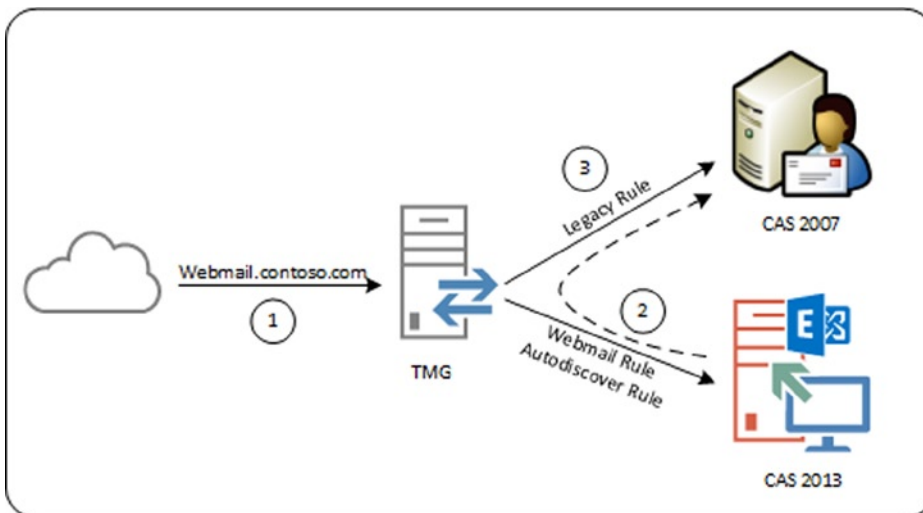 Webmail.contoso.com
1
TMG
3
Legacy Rule
2
Webmail Rule
Autodiscover Rule
CAS 2007
E
CAS 2013